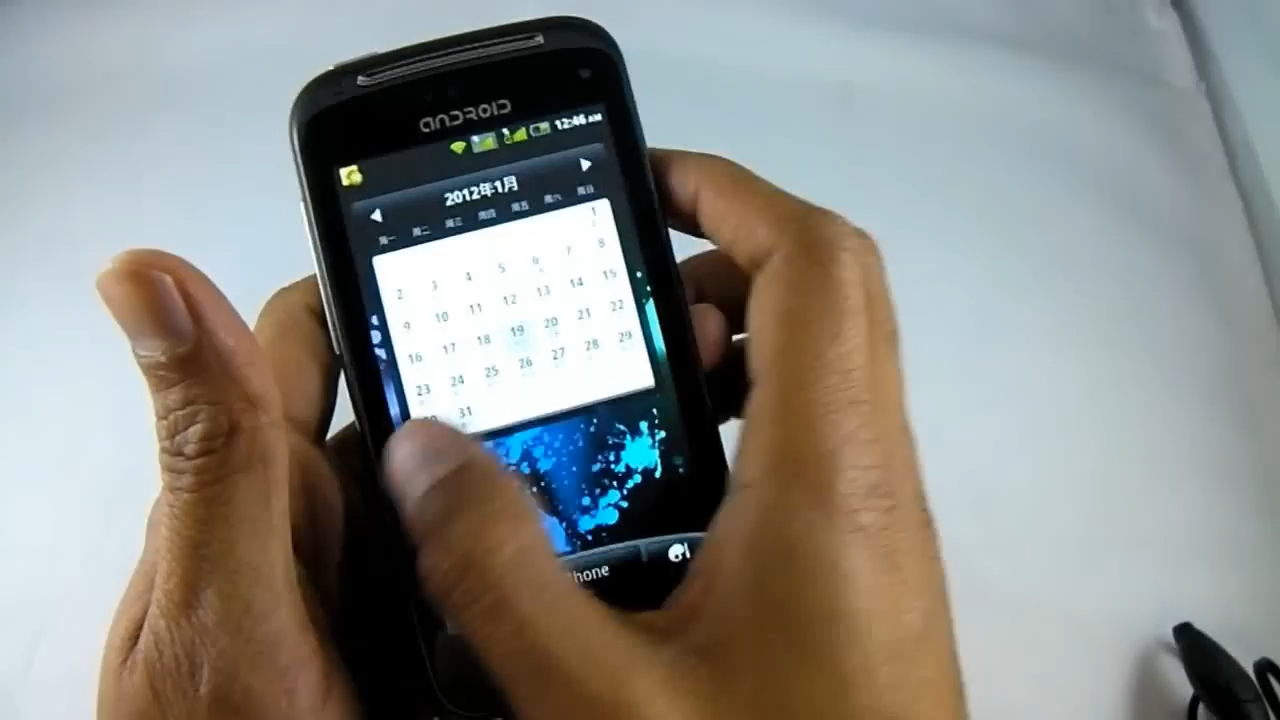 ANDROID
12:46 AM
2012年1月
周一 周二 周三 周四 周五 周六 周日
1
2 3 4 5 6 7 8
9 10 11 12 13 14 15
16 17 18 19 20 21 22
23 24 25 26 27 28 29
30 31
Phone